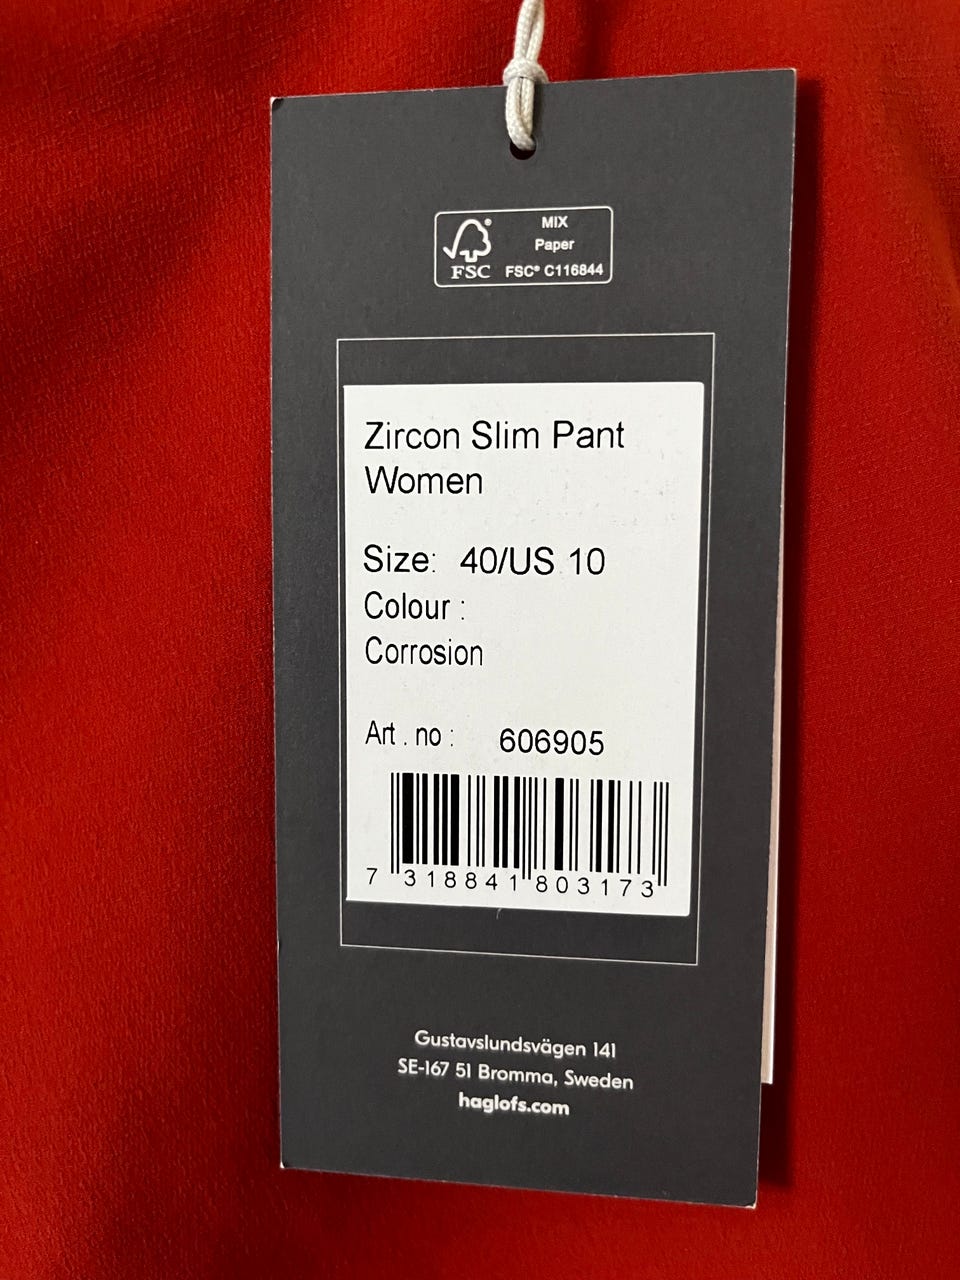 MIX
Paper
FSC® C116844
FSC
Zircon Slim Pant
Women
Size: 40/US 10
Colour :
Corrosion
Art . no : 606905
7 318841 803173
Gustavslundsvägen 141
SE-167 51 Bromma, Sweden
haglofs.com